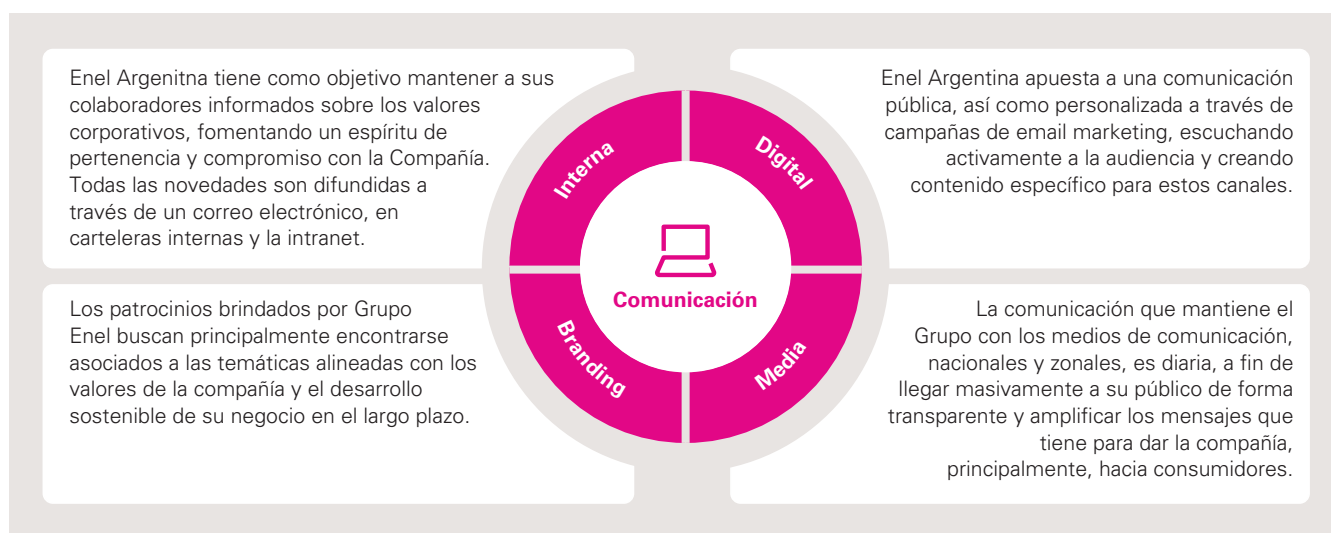 Enel Argenitna tiene como objetivo mantener a sus
colaboradores informados sobre los valores
corporativos, fomentando un espíritu de
pertenencia y compromiso con la Compañía.
Todas las novedades son difundidas a
través de un correo electrónico, en
carteleras internas y la intranet.
Enel Argentina apuesta a una comunicación
pública, así como personalizada a través de
campañas de email marketing, escuchando
activamente a la audiencia y creando
contenido específico para estos canales.
Interna
Digital
Comunicación
Branding
Media
Los patrocinios brindados por Grupo
Enel buscan principalmente encontrarse
asociados a las temáticas alineadas con los
valores de la compañía y el desarrollo
sostenible de su negocio en el largo plazo.
La comunicación que mantiene el
Grupo con los medios de comunicación,
nacionales y zonales, es diaria, a fin de
llegar masivamente a su público de forma
transparente y amplificar los mensajes que
tiene para dar la compañía,
principalmente, hacia consumidores.